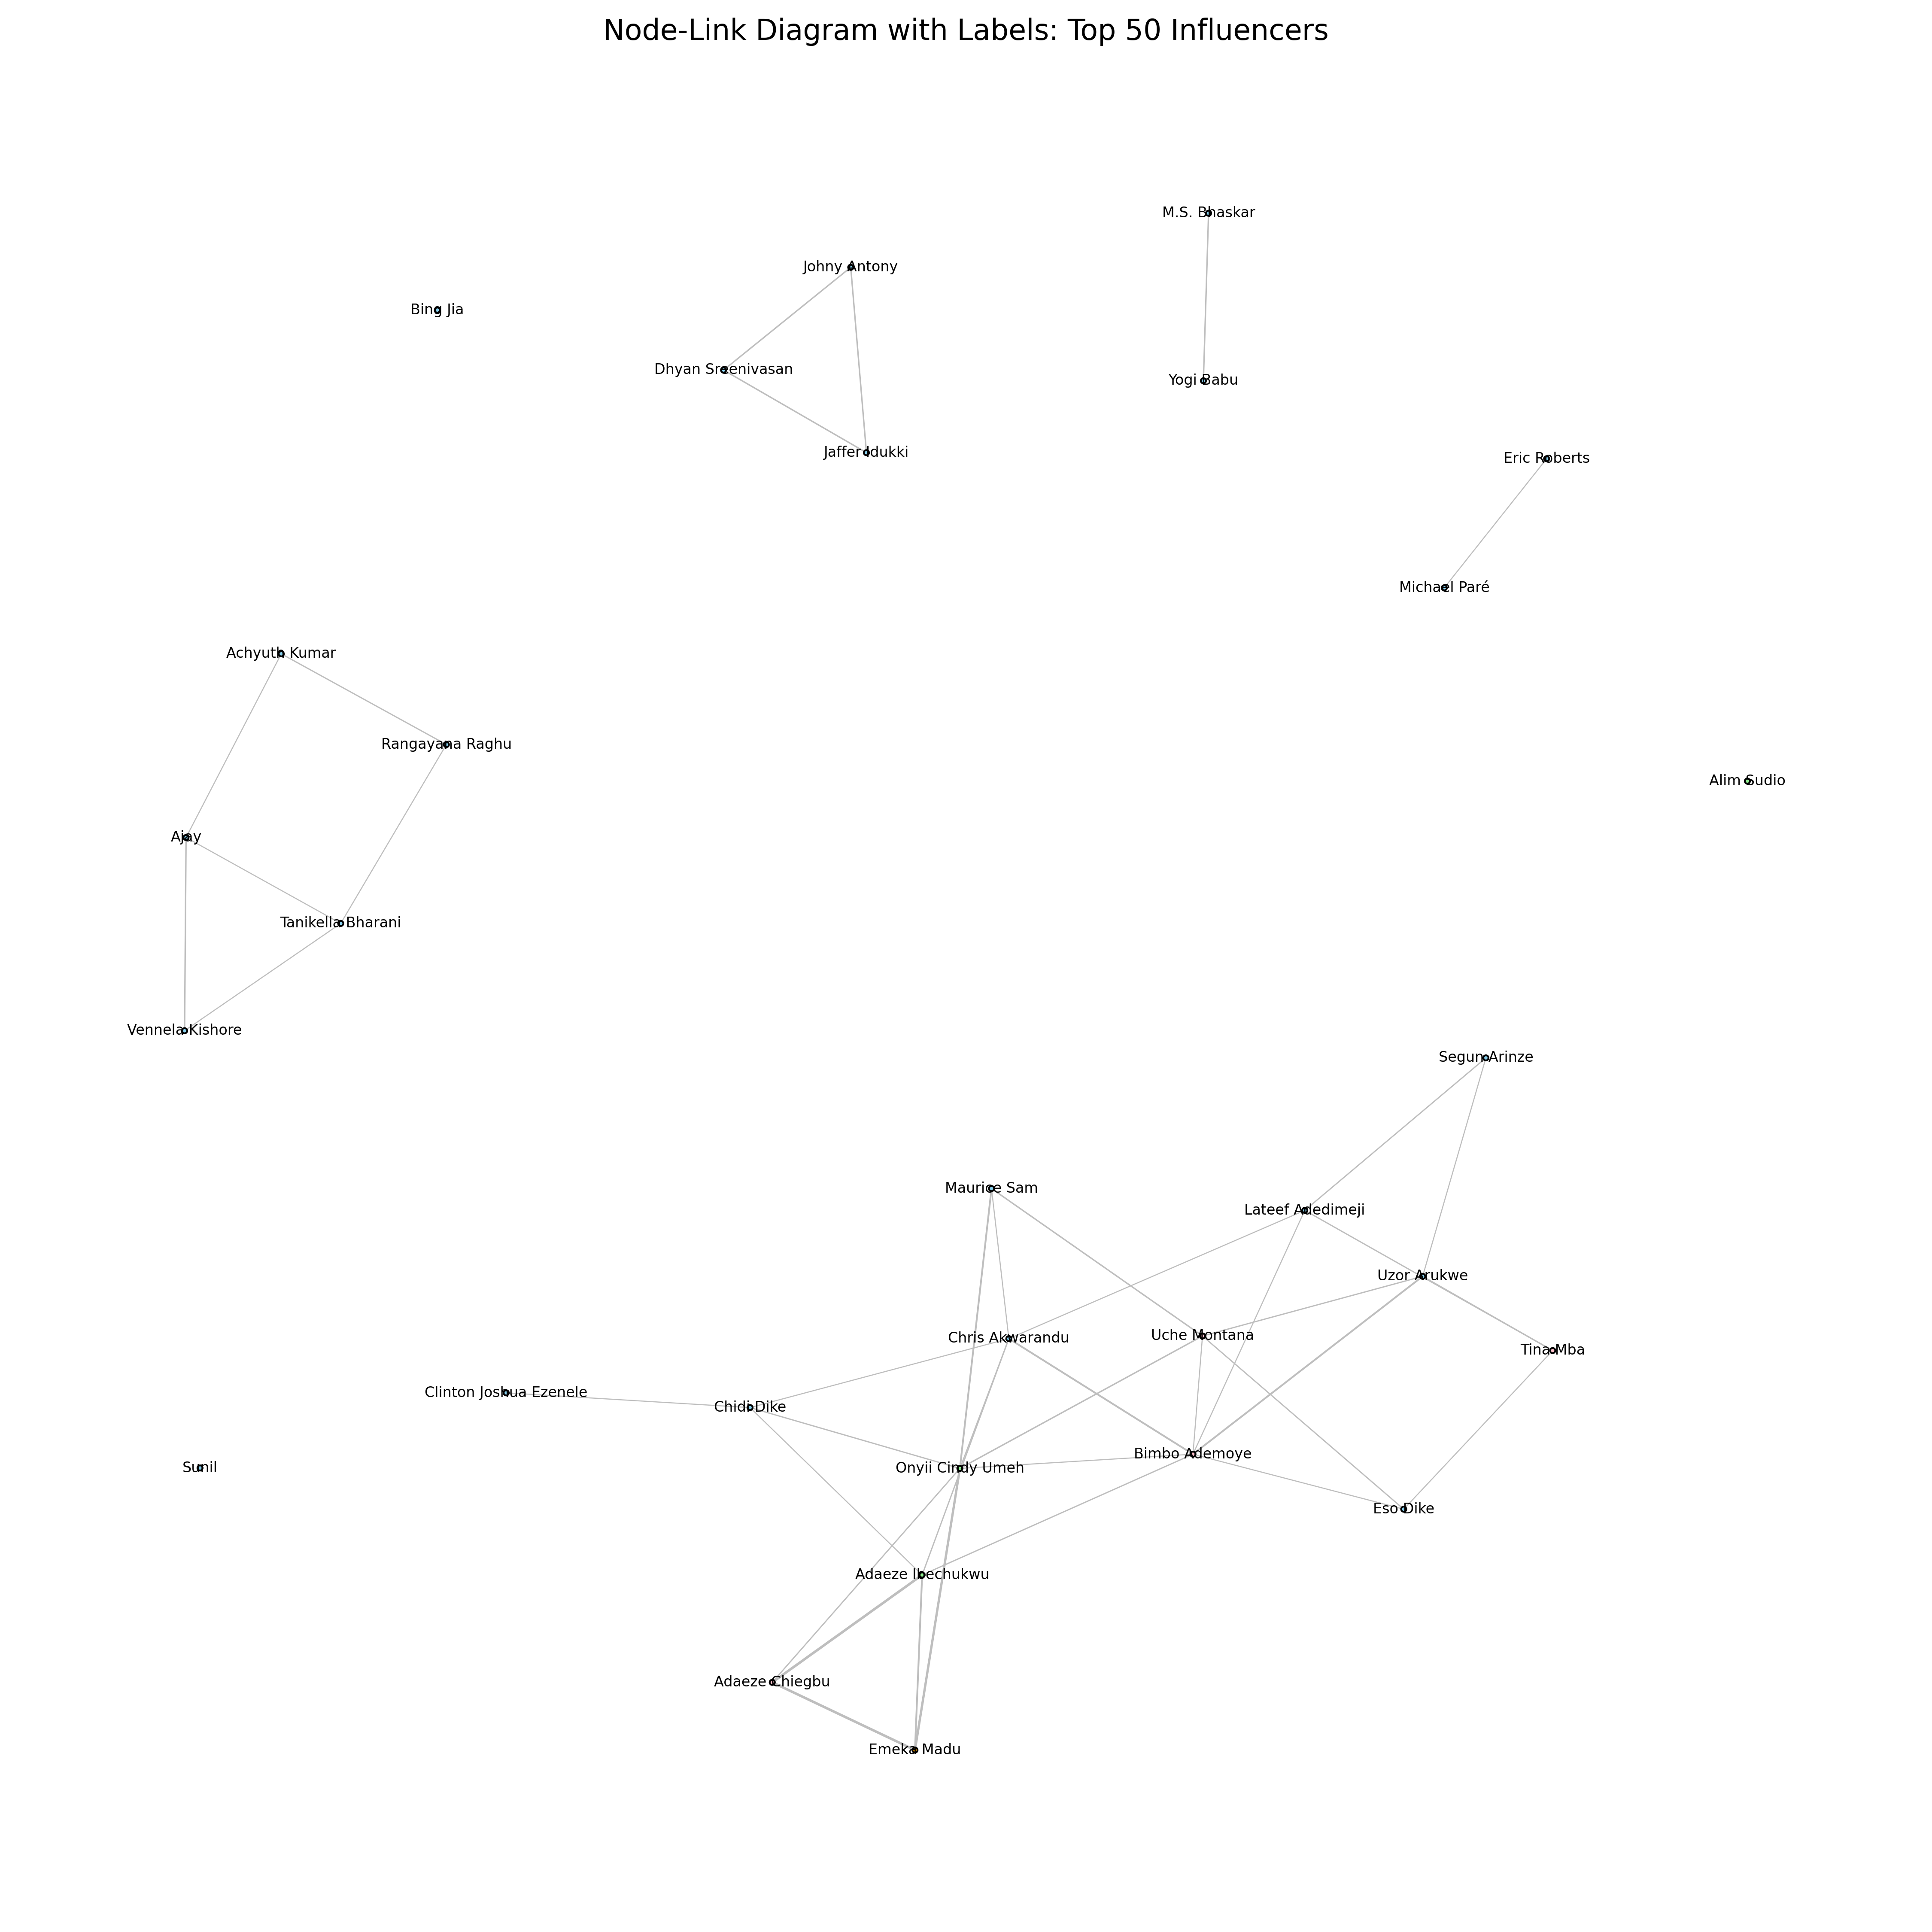 Node-Link Diagram with Labels: Top 50 Influencers
M.S. Bhaskar
Johny Antony
Bing Jia
Dhyan Sreenivasan
Yogi Babu
Jaffer Idukki
Eric Roberts
Michael Paré
Achyuth Kumar
Rangayana Raghu
Alim Sudio
Ajay
Tanikella Bharani
Vennela Kishore
Segun Arinze
Maurice Sam
Lateef Adedimeji
Uzor Arukwe
Chris Akwarandu
Uche Montana
Tina Mba
Clinton Joshua Ezenele
Chidi Dike
Bimbo Ademoye
Sunil
Onyii Cindy Umeh
Eso Dike
Adaeze Ibechukwu
Adaeze Chiegbu
Emeka Madu